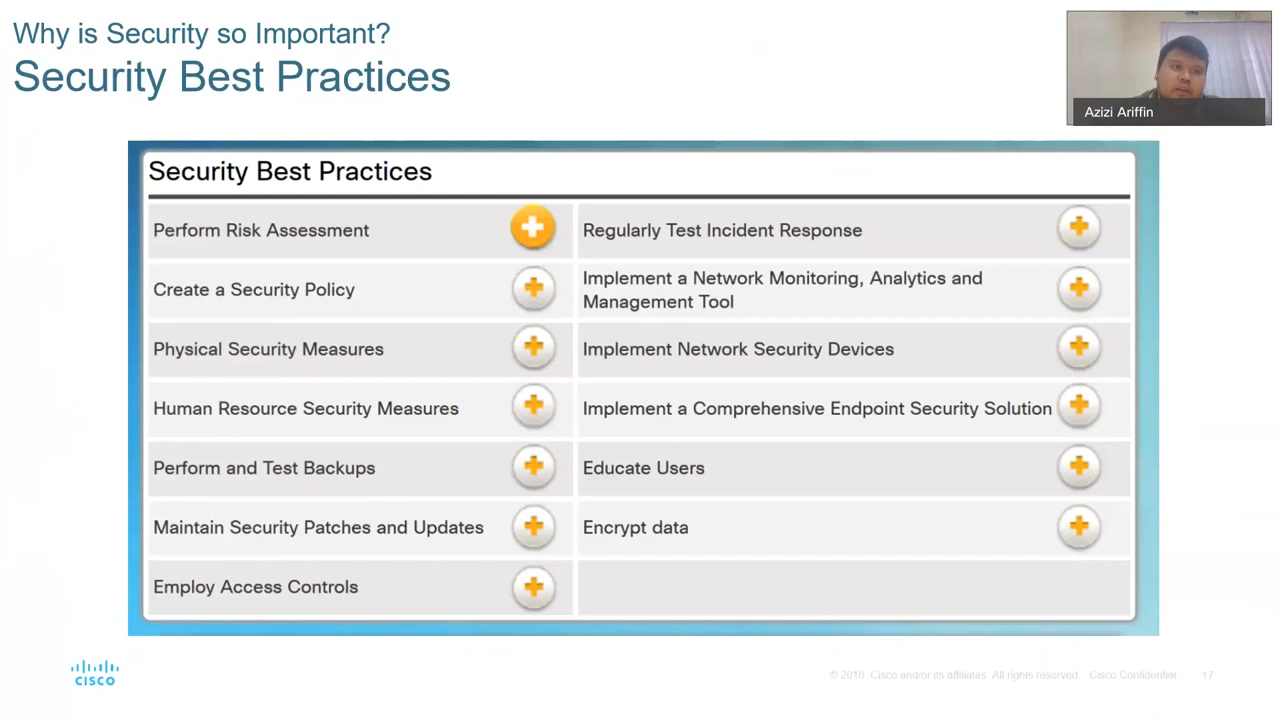 Why is Security so Important?
Security Best Practices
Azizi Ariffin
Security Best Practices
Perform Risk Assessment
Create a Security Policy
Physical Security Measures
Human Resource Security Measures
Perform and Test Backups
Maintain Security Patches and Updates
Employ Access Controls
Regularly Test Incident Response
Implement a Network Monitoring, Analytics and
Management Tool
Implement Network Security Devices
Implement a Comprehensive Endpoint Security Solution
Educate Users
Encrypt data
CISCO
© 2016 Cisco and/or its affiliates. All rights reserved. Cisco Confidential
17